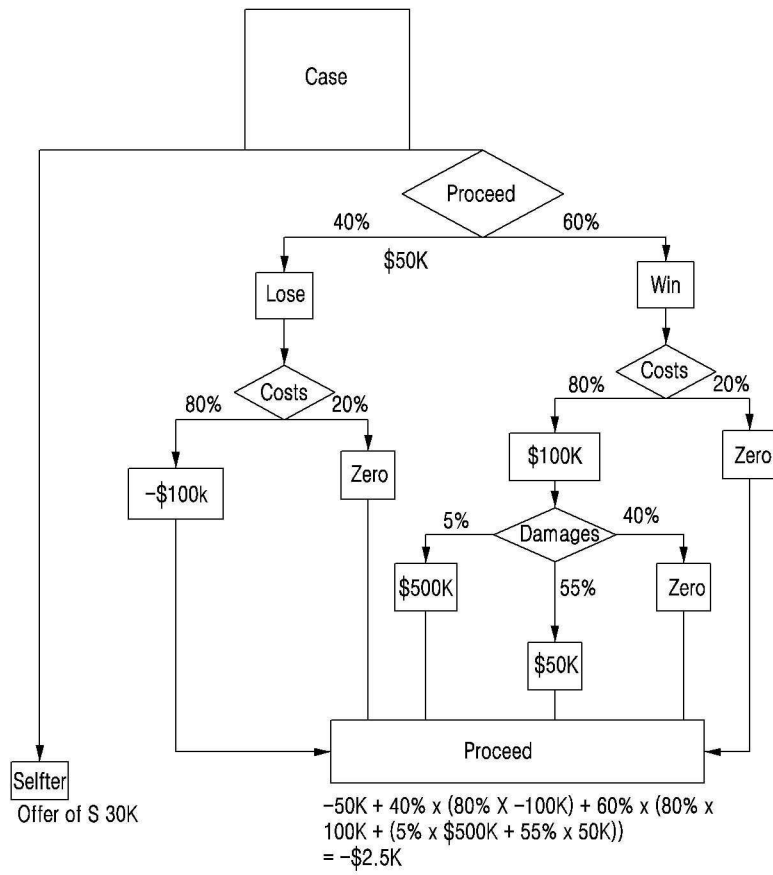 Case
Proceed
40%
60%
$50K
Lose
Win
Costs
Costs
80%
20%
80%
20%
-$100k
Zero
$100K
Zero
5%
Damages
40%
$500K
55%
Zero
$50K
Proceed
Selfter
Offer of S 30K
-50K + 40% x (80% X -100K) + 60% x (80% x
100K + (5% x $500K + 55% x 50K))
= -$2.5K